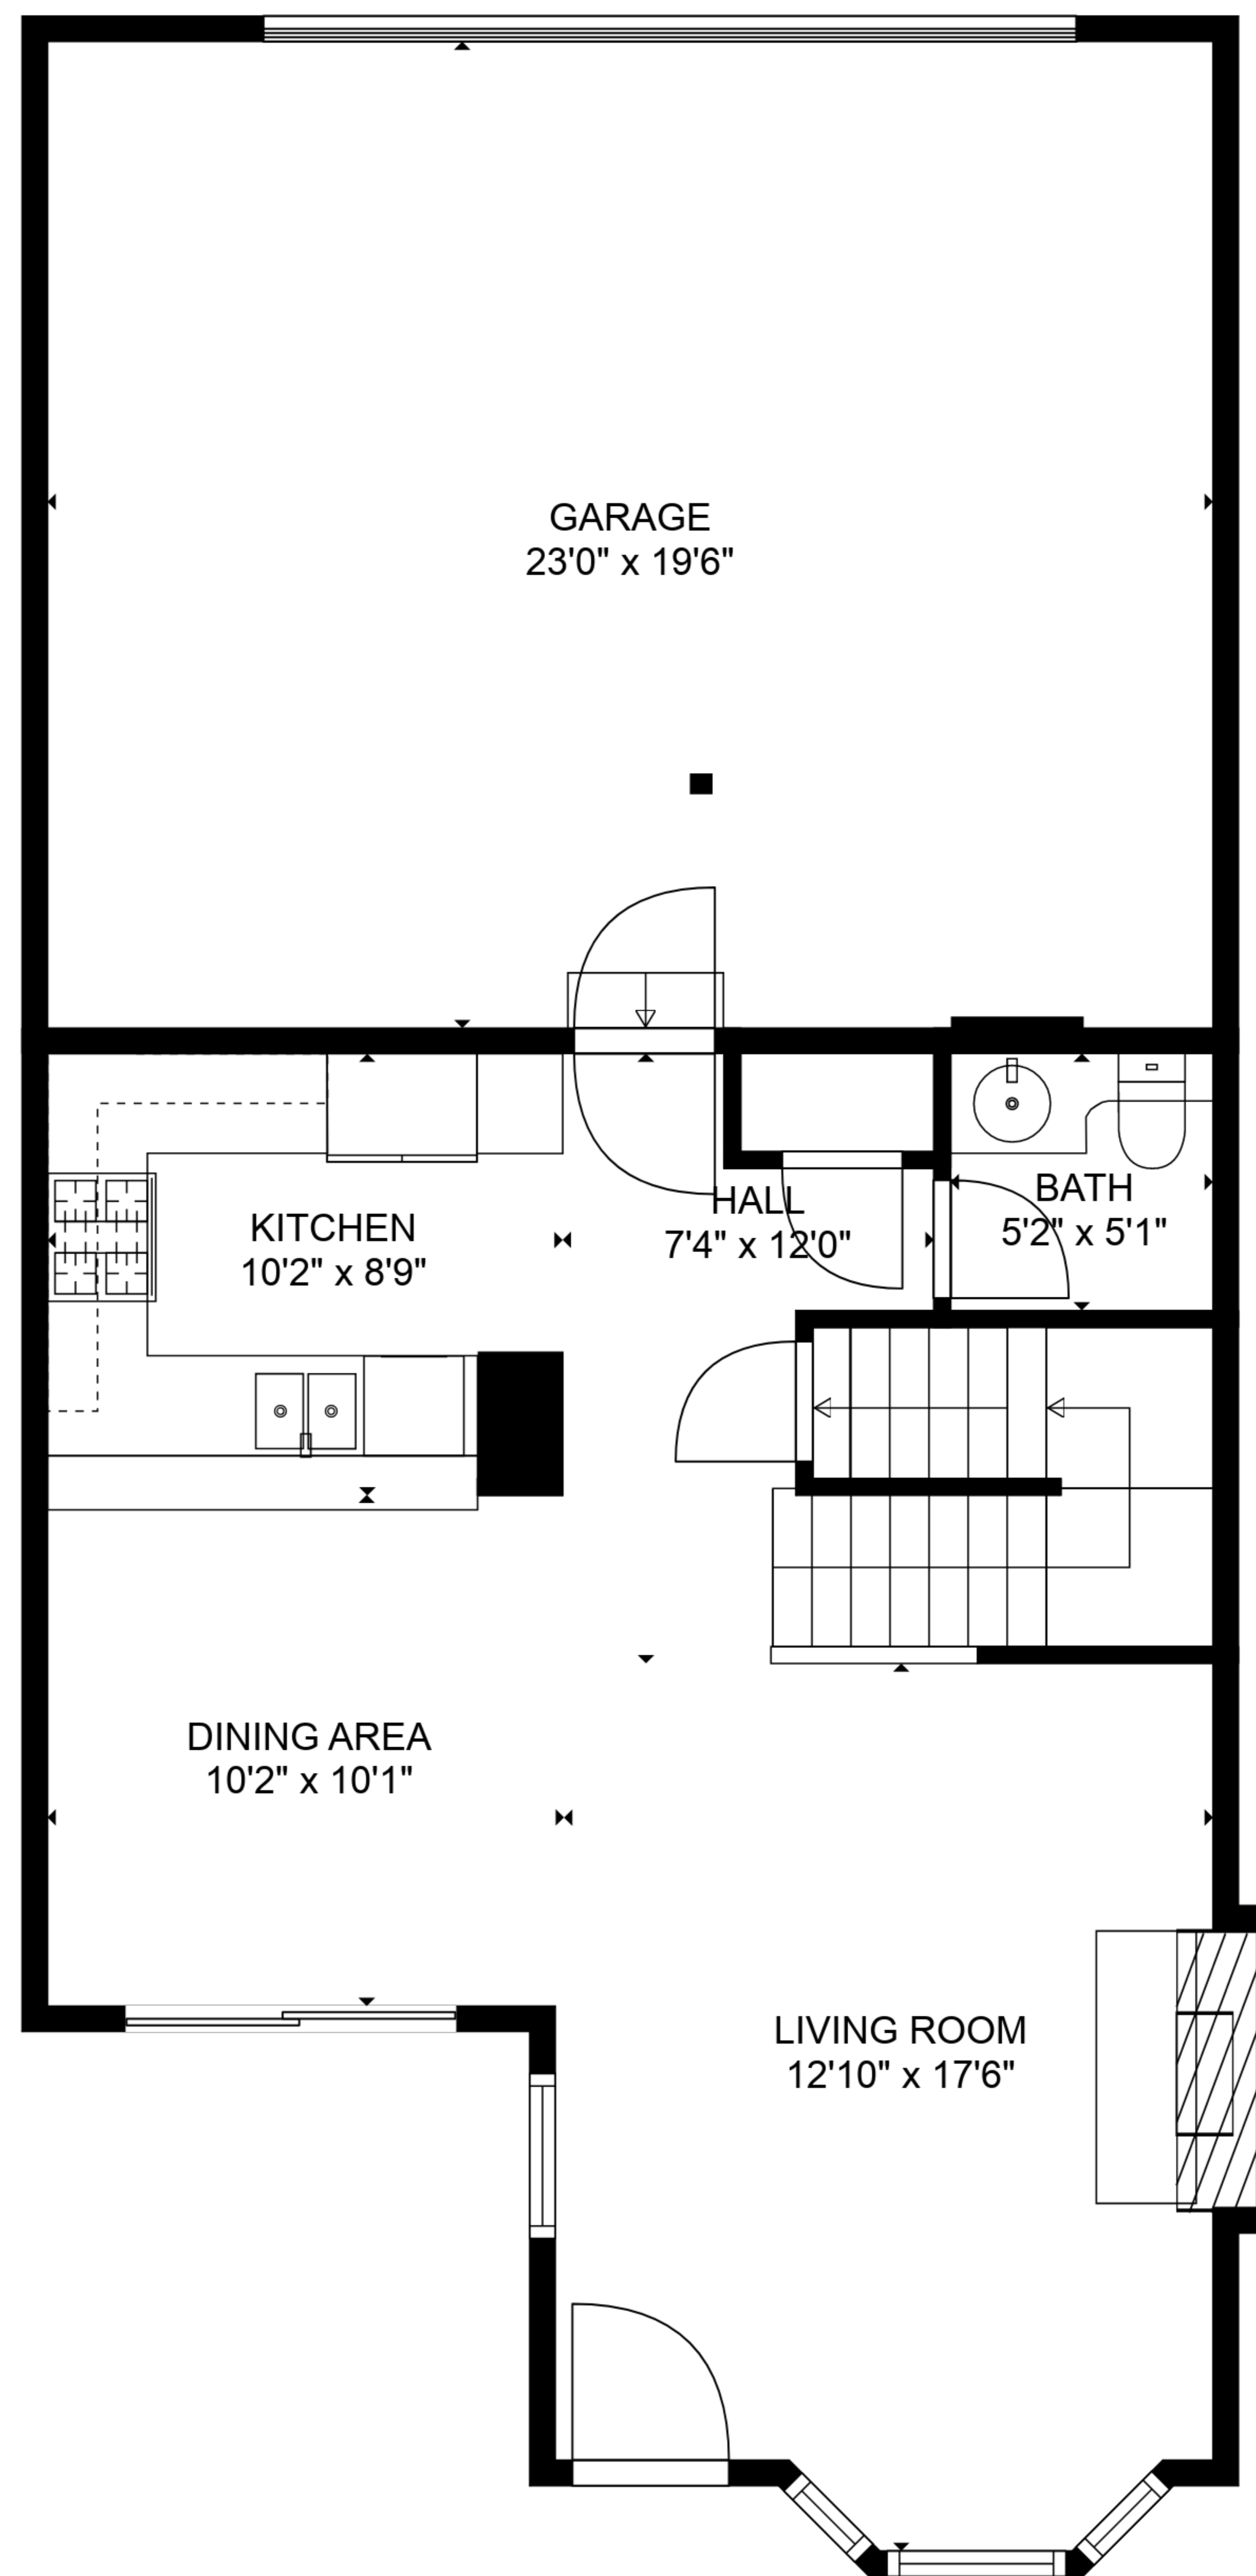 GARAGE
23'0" x 19'6"
KITCHEN
10'2" x 8'9"
HALL
7'4" x 12'0"
BATH
5'2" x 5'1"
DINING AREA
10'2" x 10'1"
LIVING ROOM
12'10" x 17'6"